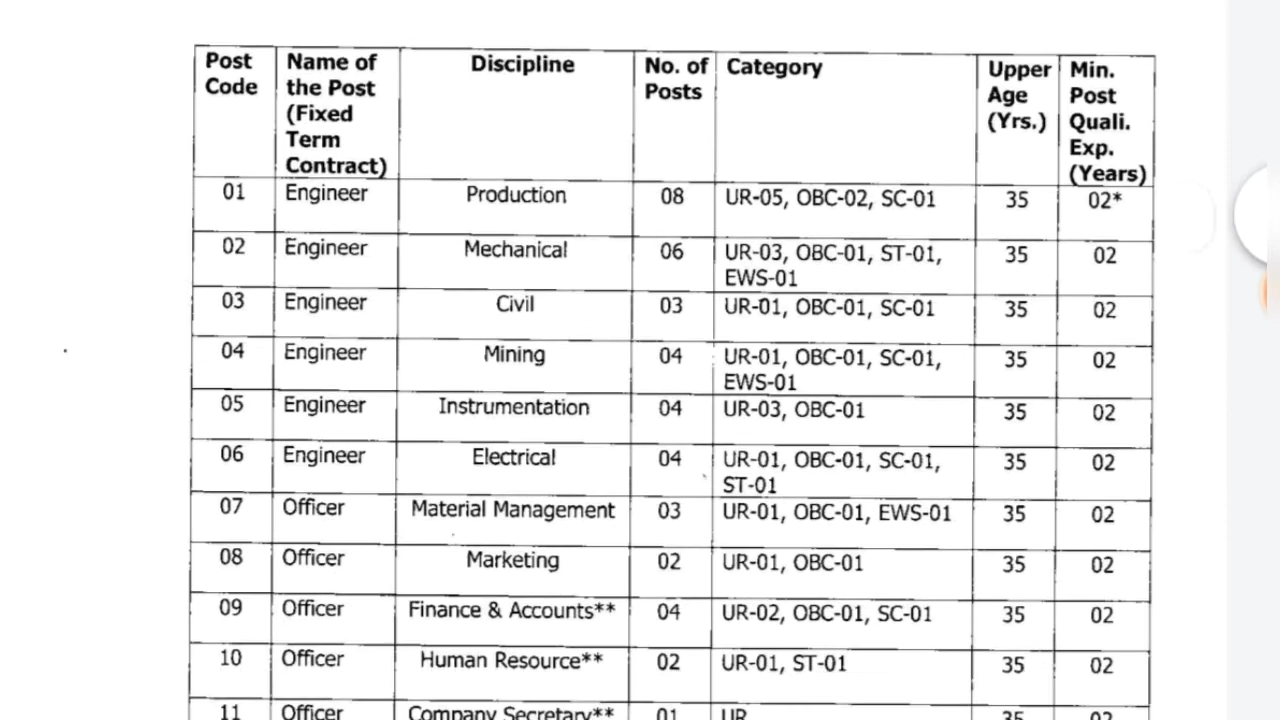 Post Code | Name of the Post (Fixed Term Contract) | Discipline | No. of Posts | Category | Upper Age (Yrs.) | Min. Post Quali. Exp. (Years)
01 | Engineer | Production | 08 | UR-05, OBC-02, SC-01 | 35 | 02*
02 | Engineer | Mechanical | 06 | UR-03, OBC-01, ST-01, EWS-01 | 35 | 02
03 | Engineer | Civil | 03 | UR-01, OBC-01, SC-01 | 35 | 02
04 | Engineer | Mining | 04 | UR-01, OBC-01, SC-01, EWS-01 | 35 | 02
05 | Engineer | Instrumentation | 04 | UR-03, OBC-01 | 35 | 02
06 | Engineer | Electrical | 04 | UR-01, OBC-01, SC-01, ST-01 | 35 | 02
07 | Officer | Material Management | 03 | UR-01, OBC-01, EWS-01 | 35 | 02
08 | Officer | Marketing | 02 | UR-01, OBC-01 | 35 | 02
09 | Officer | Finance & Accounts** | 04 | UR-02, OBC-01, SC-01 | 35 | 02
10 | Officer | Human Resource** | 02 | UR-01, ST-01 | 35 | 02
11 | Officer | Company Secretary** | 01 | UR | 35 | 02